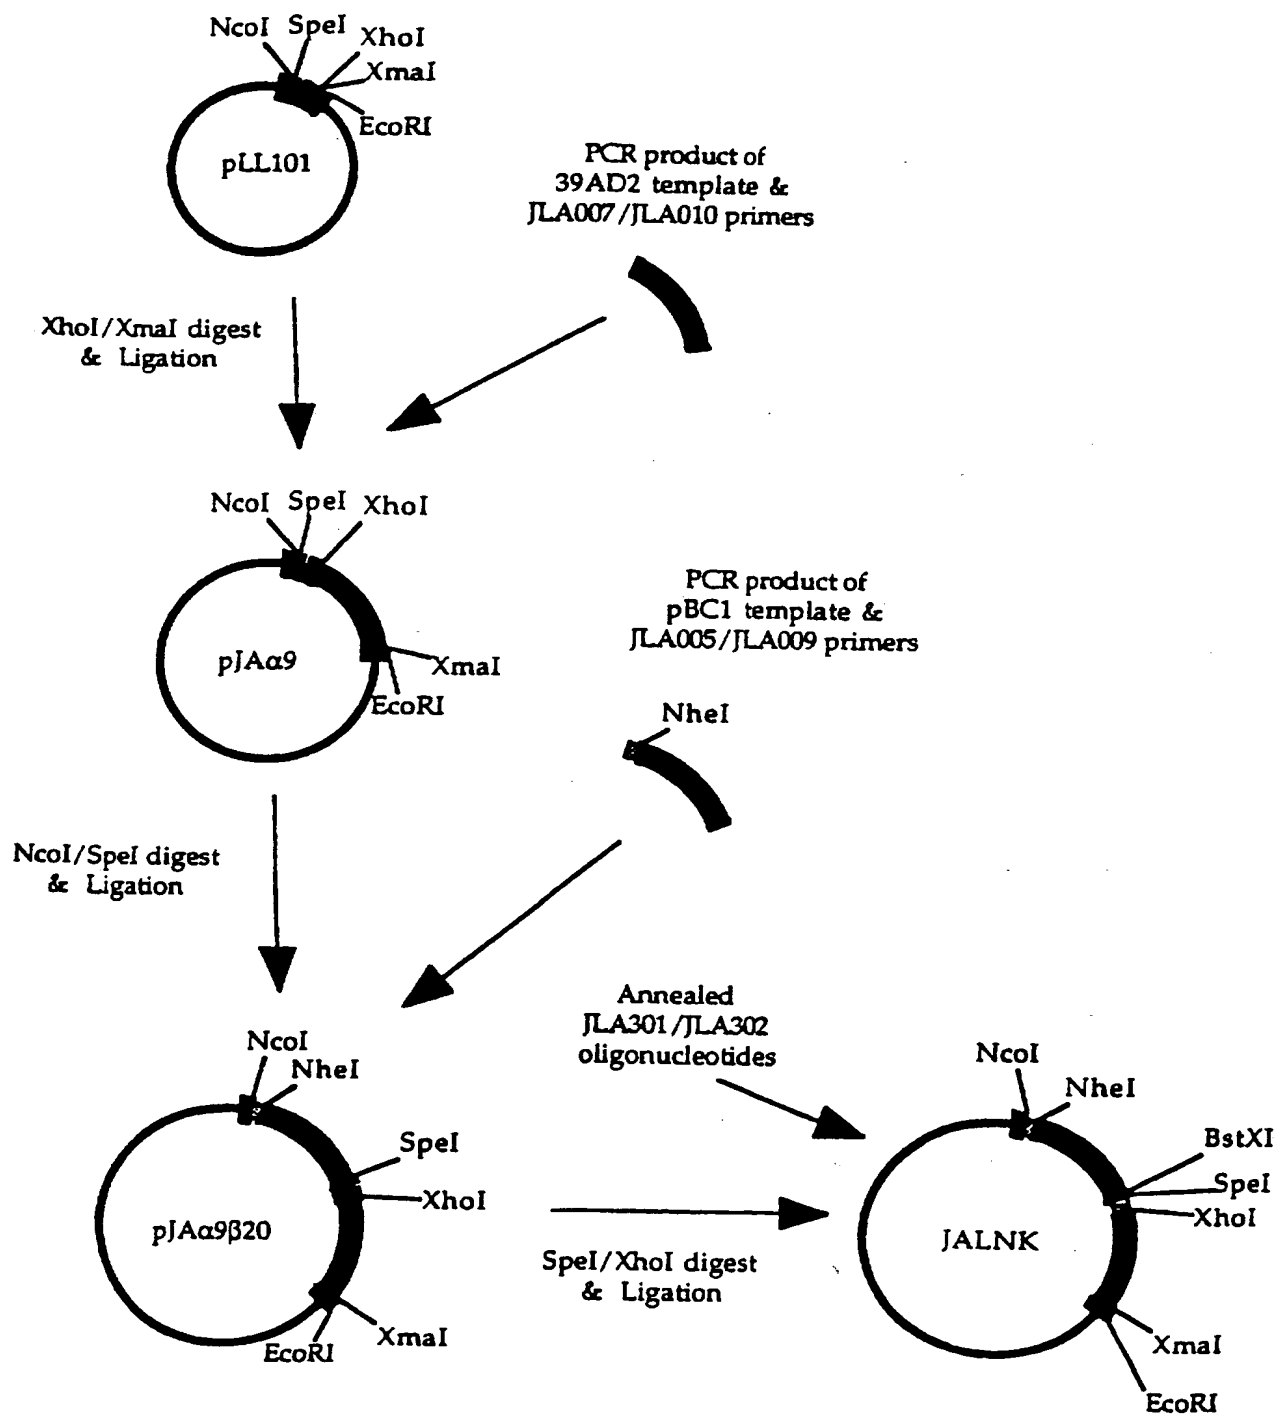 NcoI
SpeI
XhoI
XmaI
EcoRI
pLL101
PCR product of
39AD2 template &
JLA007/JLA010 primers
XhoI/XmaI digest
& Ligation
NcoI
SpeI
XhoI
pJAα9
XmaI
EcoRI
PCR product of
pBC1 template &
JLA005/JLA009 primers
NheI
NcoI/SpeI digest
& Ligation
NcoI
NheI
SpeI
XhoI
pJAα9β20
XmaI
EcoRI
Annealed
JLA301/JLA302
oligonucleotides
SpeI/XhoI digest
& Ligation
NcoI
NheI
BstXI
SpeI
XhoI
JALNK
XmaI
EcoRI